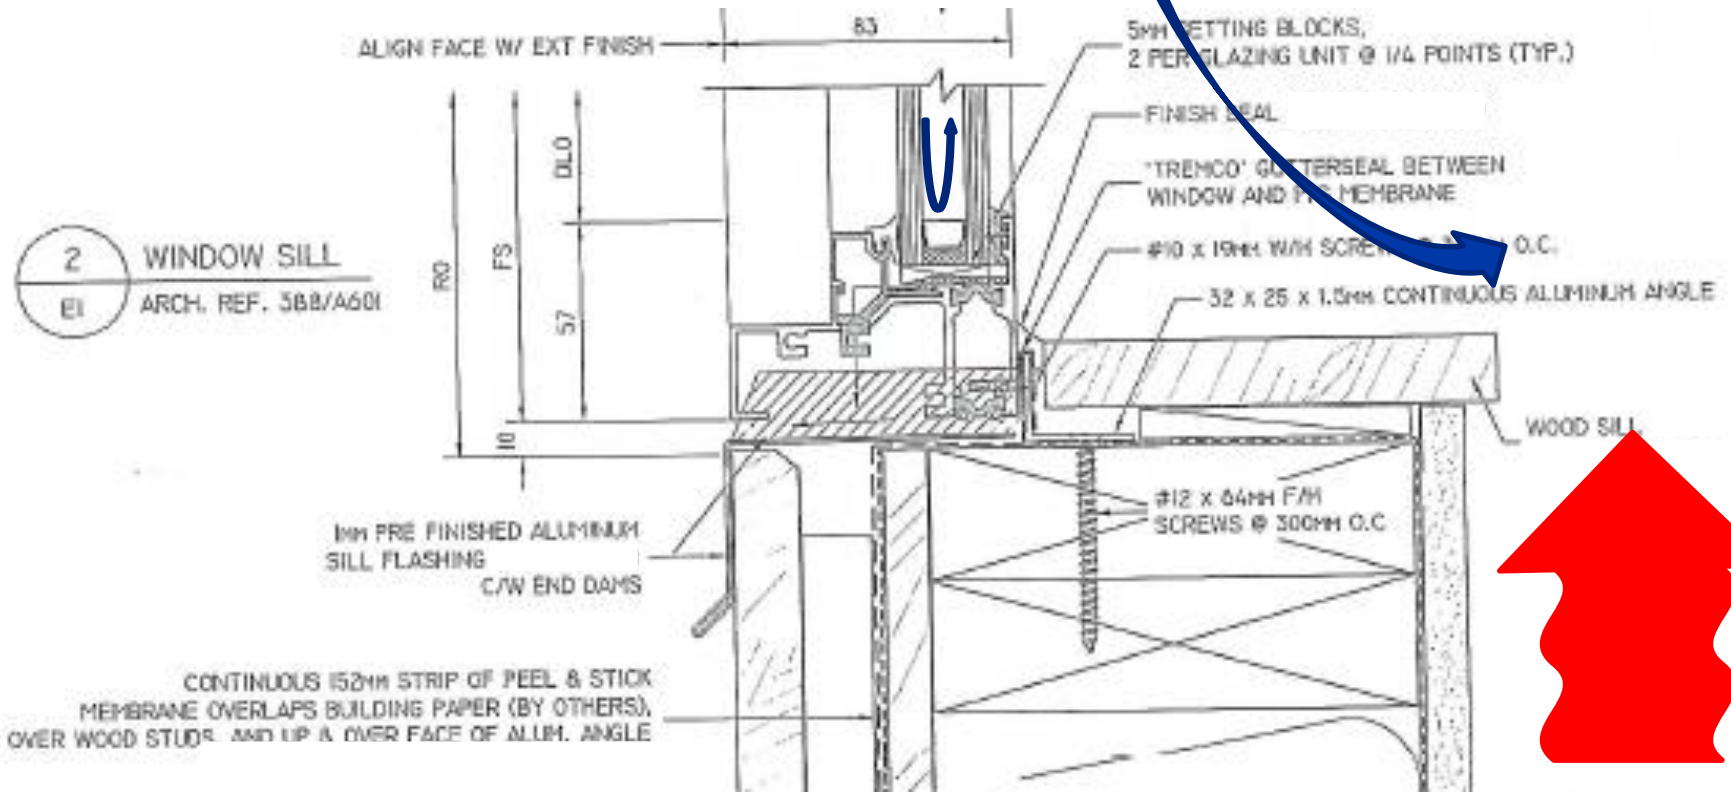 83
ALIGN FACE W/ EXT FINISH
5MM SETTING BLOCKS,
2 PER GLAZING UNIT @ 1/4 POINTS (TYP.)
FINISH SEAL
"TREMCO" GUTTERSEAL BETWEEN
WINDOW AND MEMBRANE
#10 X 19MM W/H SCREW O.C.
32 X 25 X 1.5MM CONTINUOUS ALUMINUM ANGLE
DLO
FS
RO
57
10
2
E1
WINDOW SILL
ARCH. REF. 3B8/A601
WOOD SILL
#12 X 64MM F/H
SCREWS @ 300MM O.C
1MM PRE FINISHED ALUMINUM
SILL FLASHING
C/W END DAMS
CONTINUOUS 152MM STRIP OF PEEL & STICK
MEMBRANE OVERLAPS BUILDING PAPER (BY OTHERS),
OVER WOOD STUDS, AND UP & OVER FACE OF ALUM. ANGLE